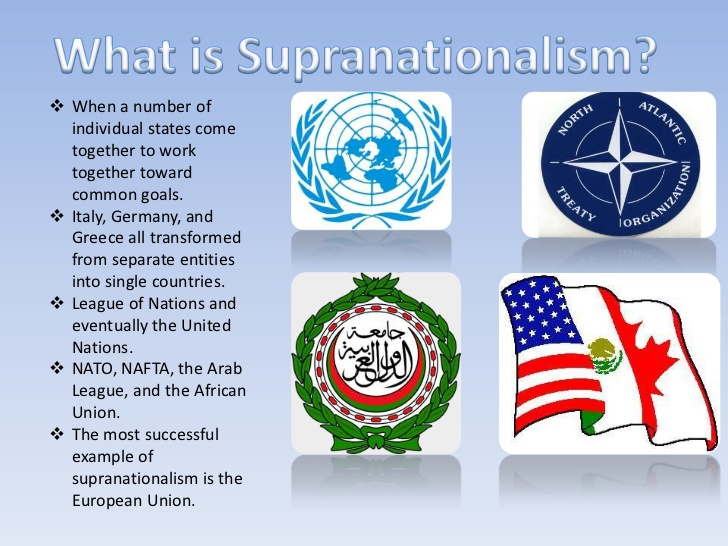 What is Supranationalism?
❖ When a number of
individual states come
together to work
together toward
common goals.
❖ Italy, Germany, and
Greece all transformed
from separate entities
into single countries.
❖ League of Nations and
eventually the United
Nations.
❖ NATO, NAFTA, the Arab
League, and the African
Union.
❖ The most successful
example of
supranationalism is the
European Union.
NORTH
ATLANTIC
TREATY
ORGANIZATION
جامعة
الدول العربية